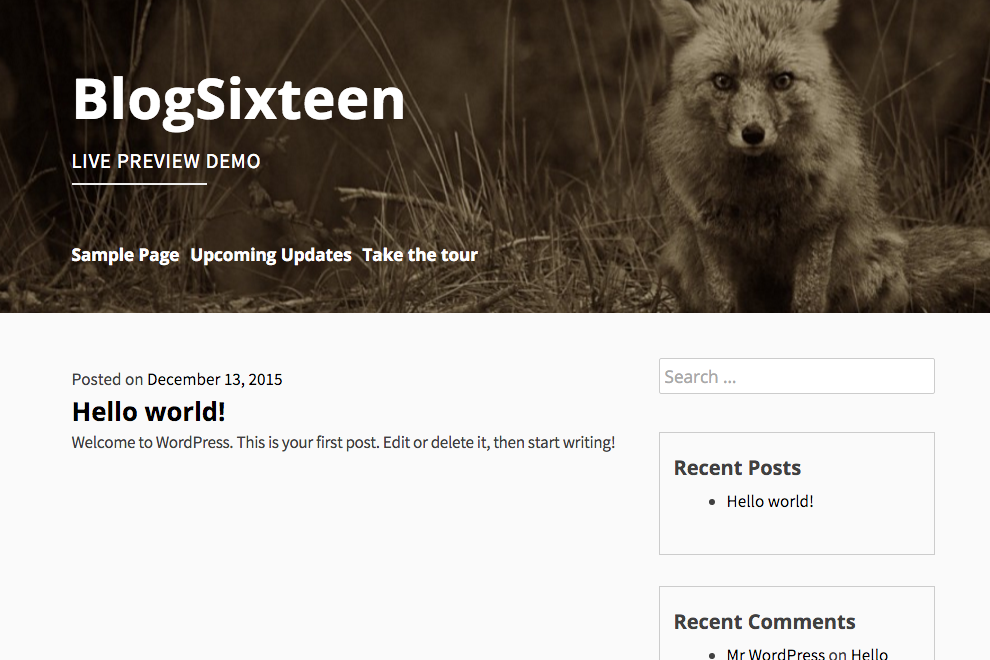 BlogSixteen
LIVE PREVIEW DEMO
Sample Page Upcoming Updates Take the tour
Posted on December 13, 2015
Hello world!
Welcome to WordPress. This is your first post. Edit or delete it, then start writing!
Search ...
Recent Posts
Hello world!
Recent Comments
Mr WordPress on Hello